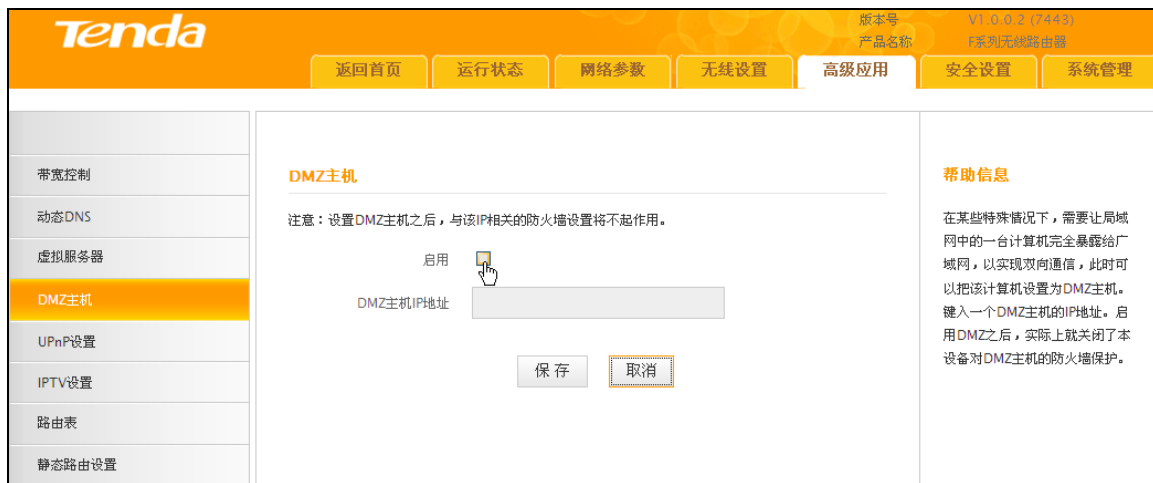 Tenda
版本号 V1.0.0.2 (7443)
产品名称 F系列无线路由器
返回首页 运行状态 网络参数 无线设置 高级应用 安全设置 系统管理
带宽控制
动态DNS
虚拟服务器
DMZ主机
UPnP设置
IPTV设置
路由表
静态路由设置
DMZ主机
注意：设置DMZ主机之后，与该IP相关的防火墙设置将不起作用。
启用
DMZ主机IP地址
保存 取消
帮助信息
在某些特殊情况下，需要让局域
网中的一台计算机完全暴露给广
域网，以实现双向通信，此时可
以把该计算机设置为DMZ主机。
键入一个DMZ主机的IP地址。启
用DMZ之后，实际上就关闭了本
设备对DMZ主机的防火墙保护。